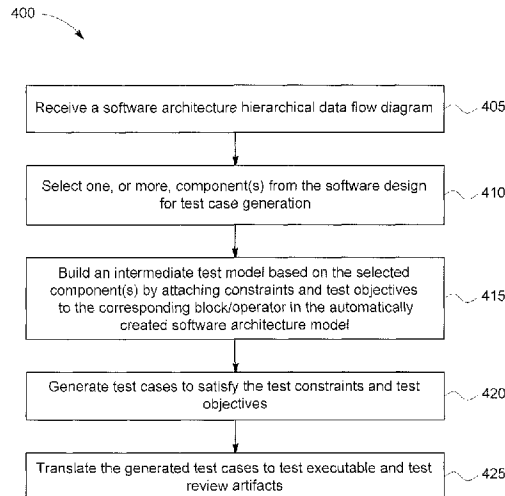 400
Receive a software architecture hierarchical data flow diagram
405
Select one, or more, component(s) from the software design
for test case generation
410
Build an intermediate test model based on the selected
component(s) by attaching constraints and test objectives
to the corresponding block/operator in the automatically
created software architecture model
415
Generate test cases to satisfy the test constraints and test
objectives
420
Translate the generated test cases to test executable and test
review artifacts
425